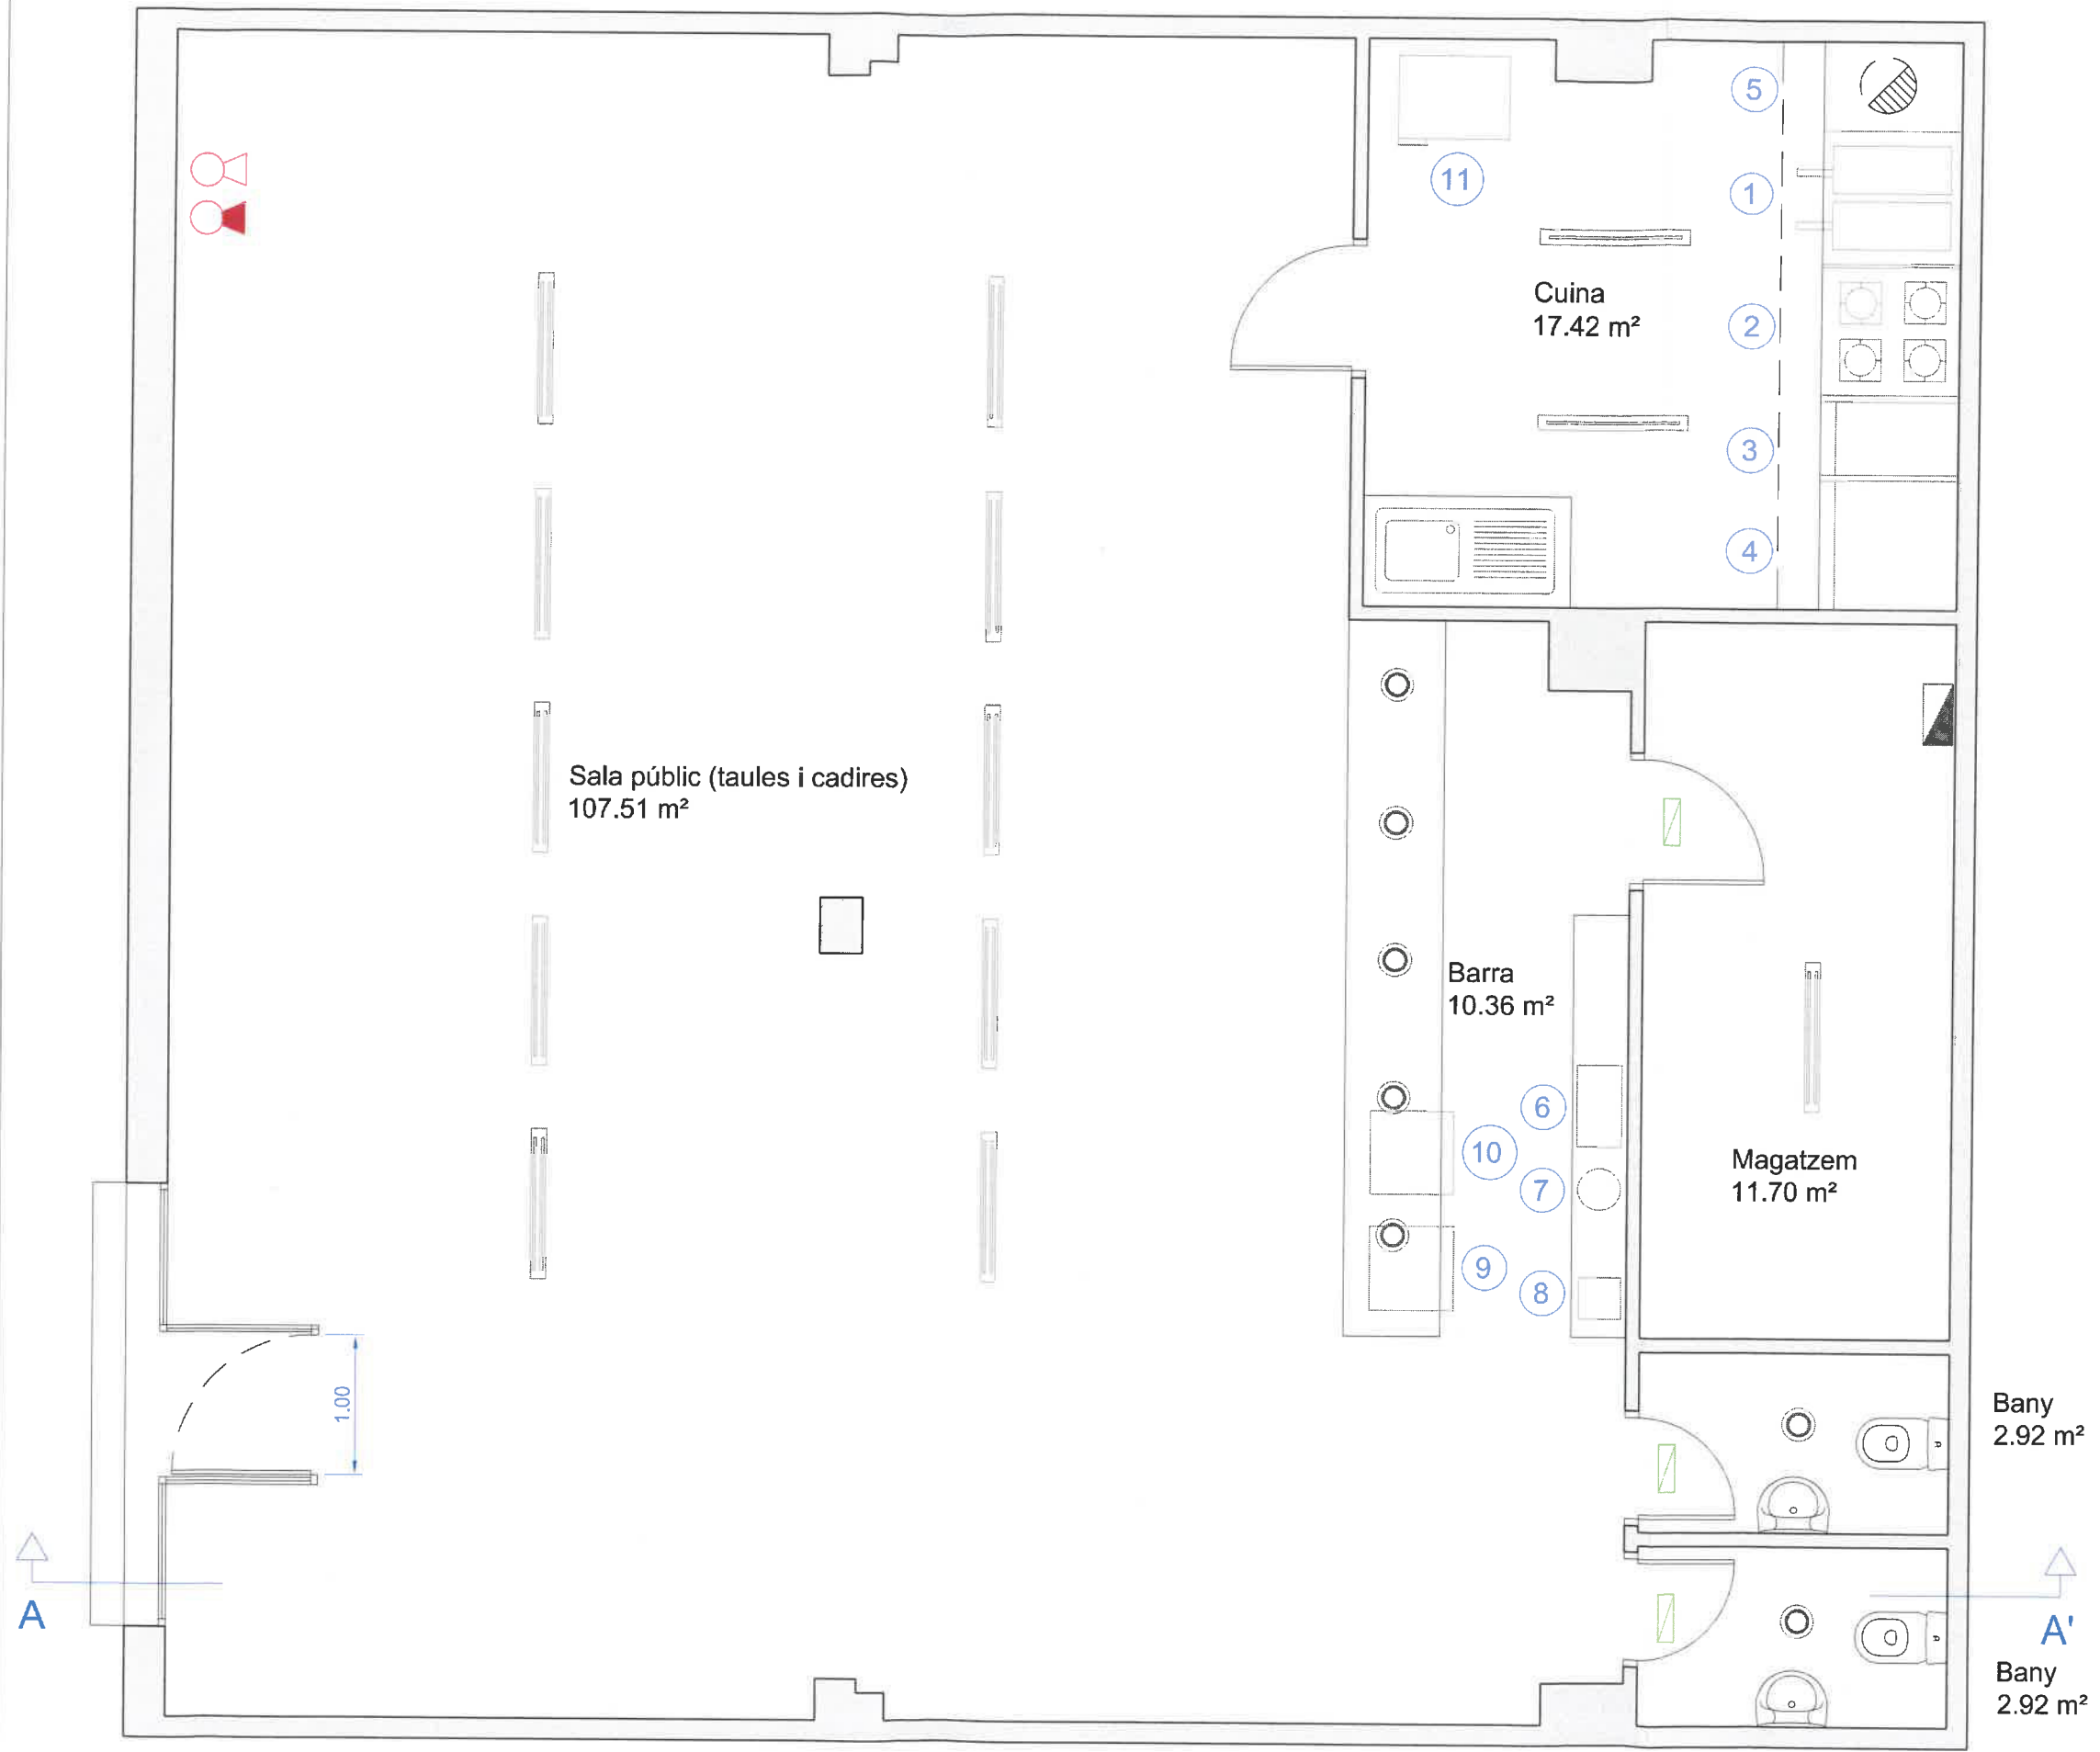 5
11
1
Cuina
17.42 m²
2
3
4
Sala públic (taules i cadires)
107.51 m²
Barra
10.36 m²
6
10
7
Magatzem
11.70 m²
9
8
1.00
Bany
2.92 m²
A
A'
Bany
2.92 m²